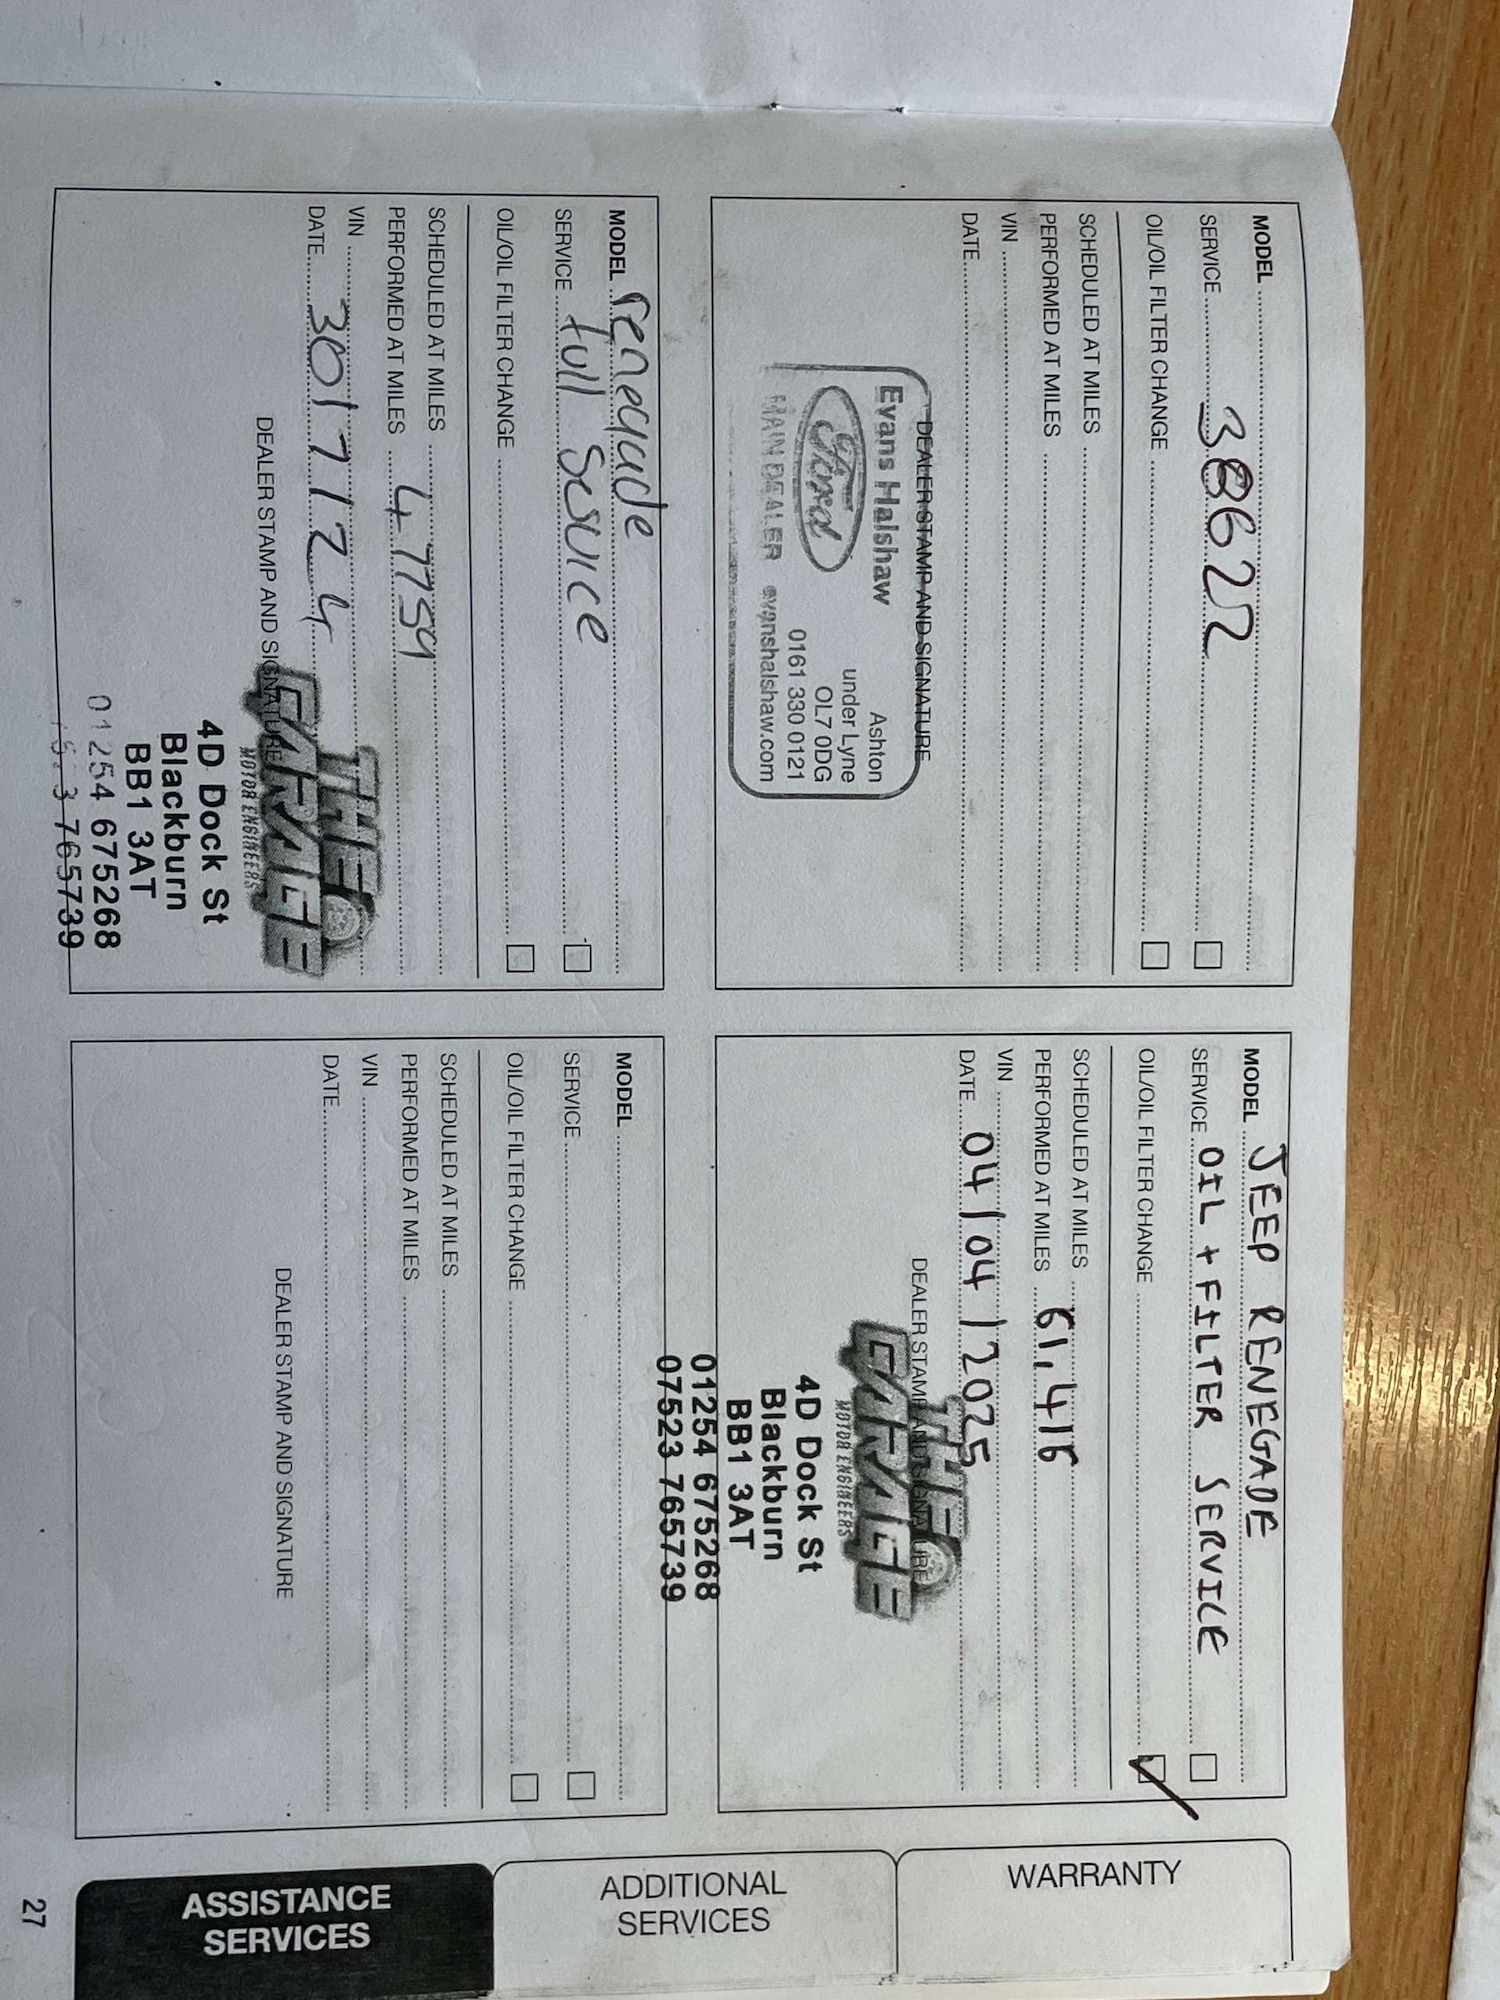 MODEL
SERVICE 38622
OIL/OIL FILTER CHANGE
SCHEDULED AT MILES
PERFORMED AT MILES
VIN
DATE
DEALER STAMP AND SIGNATURE
Evans Halshaw
Ford
MAIN DEALER
Ashton
under Lyne
OL7 0DG
0161 330 0121
evanshalshaw.com
MODEL JEEP RENEGADE
SERVICE OIL + FILTER SERVICE
OIL/OIL FILTER CHANGE
SCHEDULED AT MILES
PERFORMED AT MILES 61,416
VIN
DATE 04/04/2025
DEALER STAMP AND SIGNATURE
THE
GARAGE
MOTOR ENGINEERS
4D Dock St
Blackburn
BB1 3AT
01254 675268
07523 765739
MODEL renegade
SERVICE full service
OIL/OIL FILTER CHANGE
SCHEDULED AT MILES
PERFORMED AT MILES 47759
VIN
DATE 30/7/24
DEALER STAMP AND SIGNATURE
THE
GARAGE
MOTOR ENGINEERS
4D Dock St
Blackburn
BB1 3AT
01254 675268
765739
MODEL
SERVICE
OIL/OIL FILTER CHANGE
SCHEDULED AT MILES
PERFORMED AT MILES
VIN
DATE
DEALER STAMP AND SIGNATURE
WARRANTY
ADDITIONAL
SERVICES
ASSISTANCE
SERVICES
27